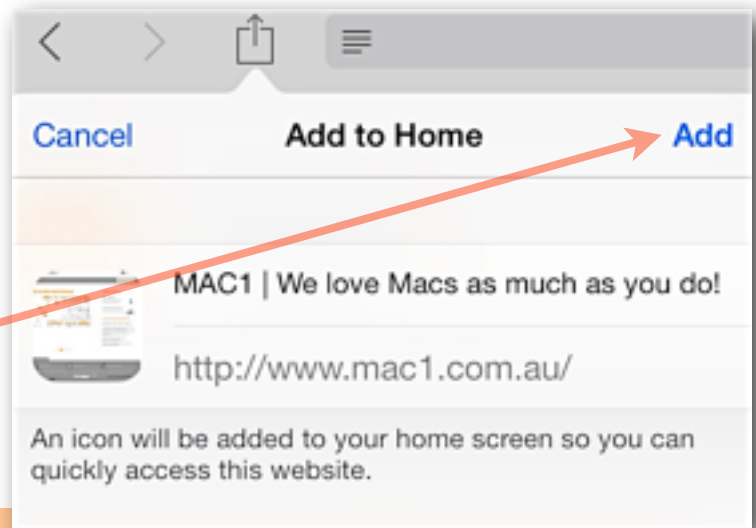 Cancel Add to Home Add
MAC1 | We love Macs as much as you do!
http://www.mac1.com.au/
An icon will be added to your home screen so you can
quickly access this website.